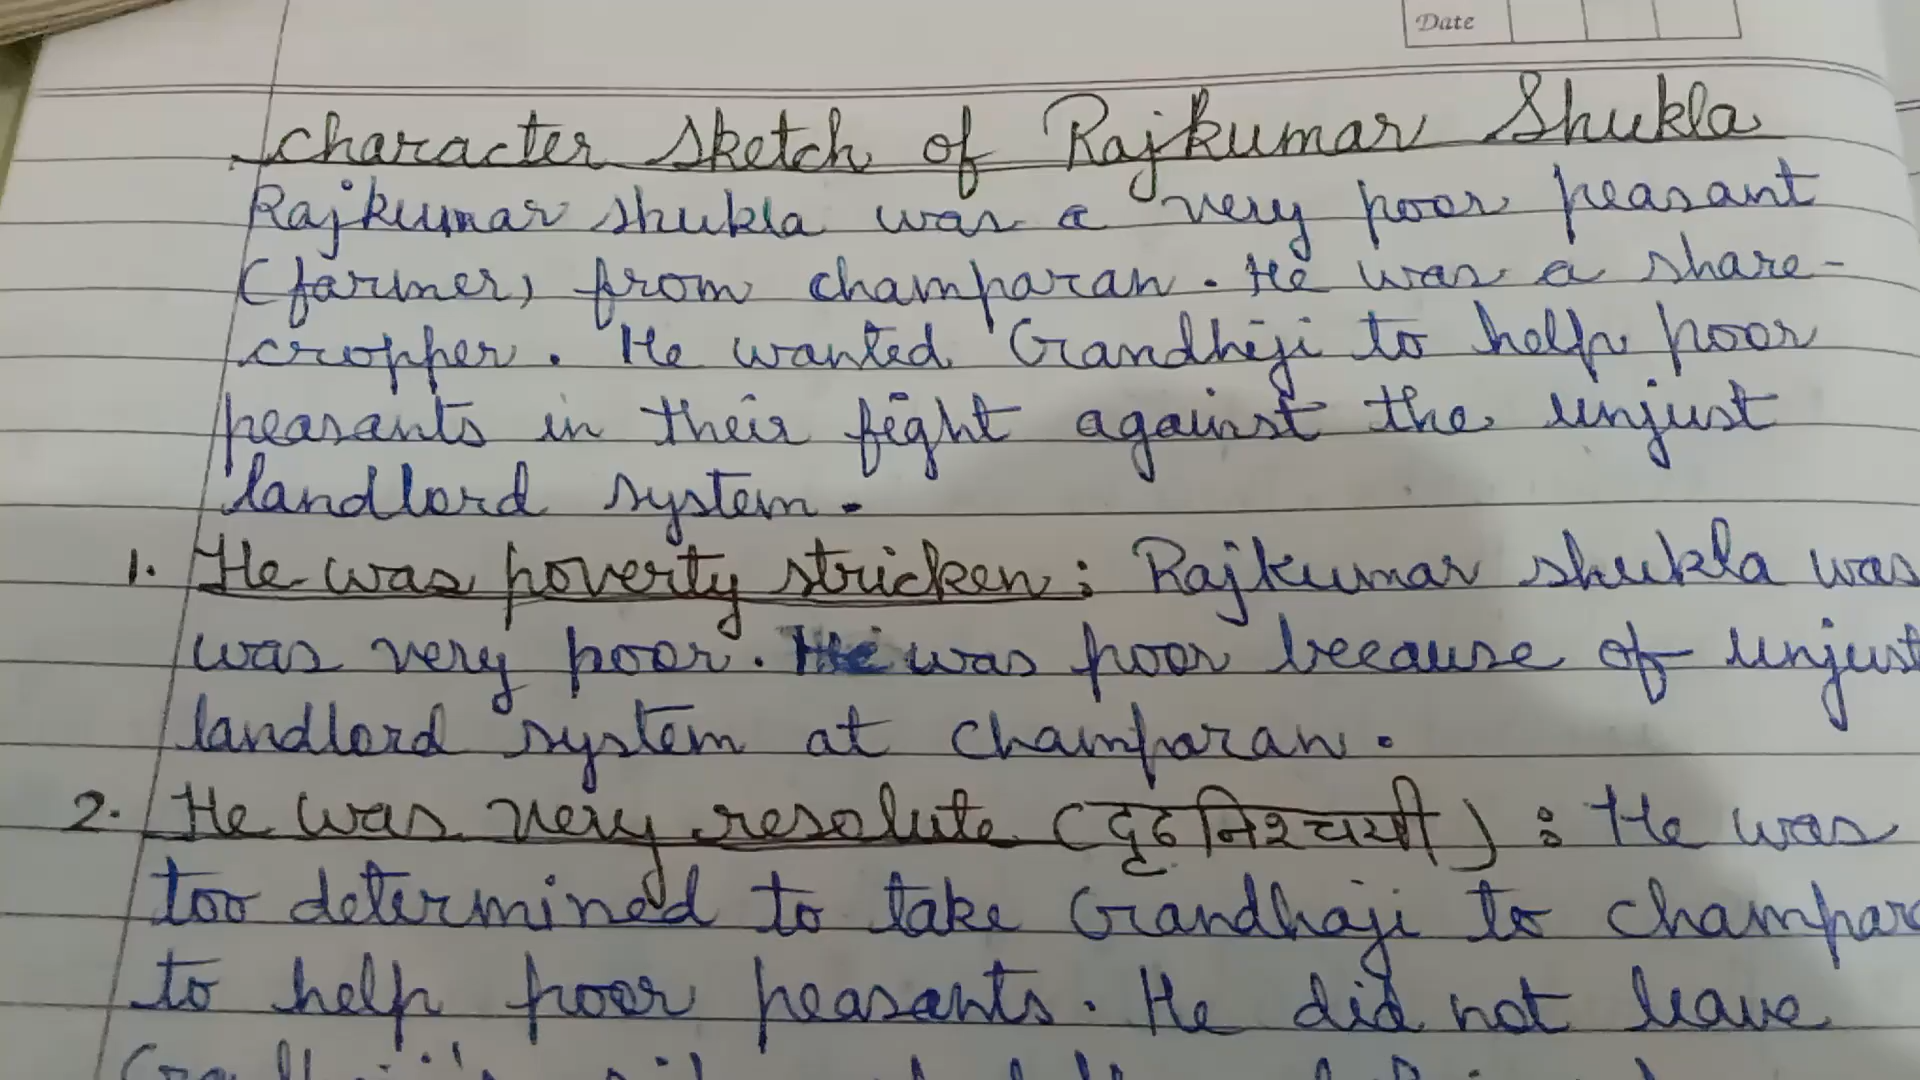 Date
character sketch of Rajkumar Shukla
Rajkumar shukla was a very poor peasant
(farmer) from champaran. He was a share-
cropper. He wanted Gandhiji to help poor
peasants in their fight against the unjust
landlord system.
1. He was poverty stricken: Rajkumar shukla was
was very poor. He was poor because of unjust
landlord system at champaran.
2. He was very resolute (दृढ़ निश्चयी): He was
too determined to take Gandhaji to champara
to help poor peasants. He did not leave